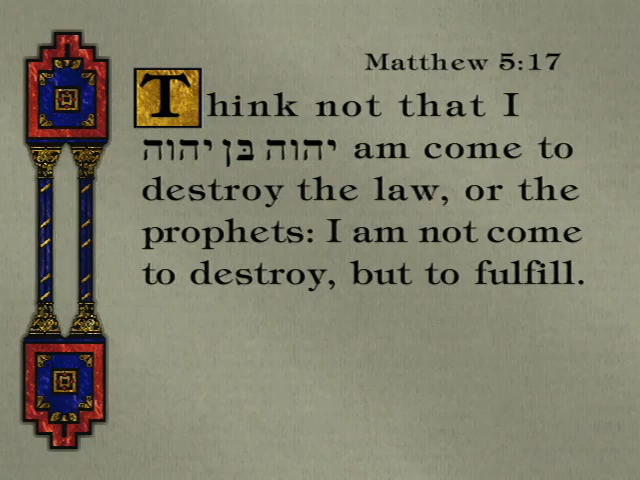 Matthew 5:17
Think not that I
יהוה בּן יהוה am come to
destroy the law, or the
prophets: I am not come
to destroy, but to fulfill.